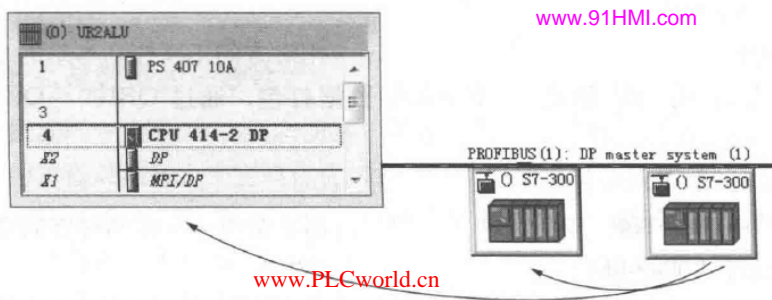 www.91HMI.com
(0) UR2ALU
1 PS 407 10A
3
4 CPU 414-2 DP
X2 DP
X1 MPI/DP
PROFIBUS(1): DP master system (1)
() S7-300
() S7-300
www.PLCworld.cn